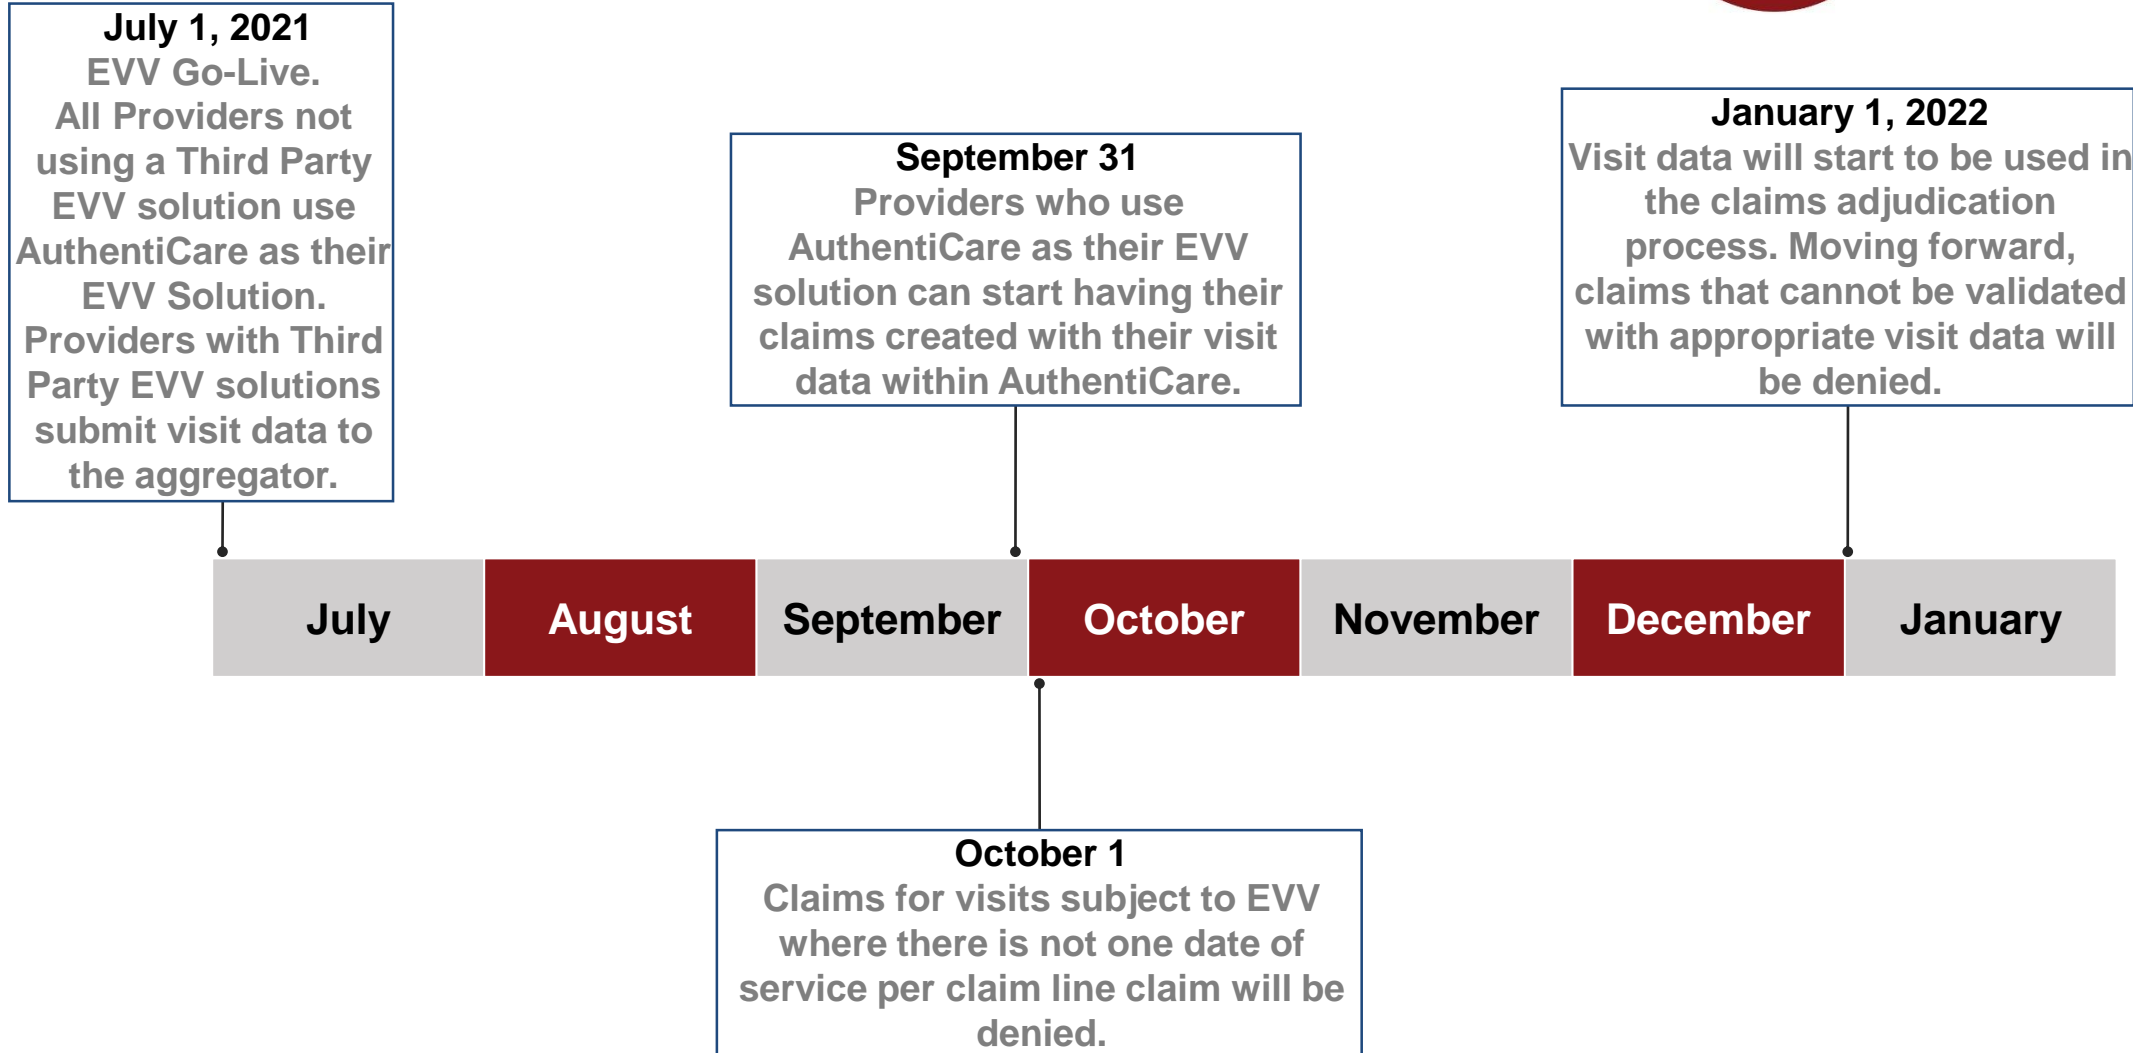 July 1, 2021
EVV Go-Live.
All Providers not
using a Third Party
EVV solution use
AuthentiCare as their
EVV Solution.
Providers with Third
Party EVV solutions
submit visit data to
the aggregator.
September 31
Providers who use
AuthentiCare as their EVV
solution can start having their
claims created with their visit
data within AuthentiCare.
January 1, 2022
Visit data will start to be used in
the claims adjudication
process. Moving forward,
claims that cannot be validated
with appropriate visit data will
be denied.
July
August
September
October
November
December
January
October 1
Claims for visits subject to EVV
where there is not one date of
service per claim line claim will be
denied.